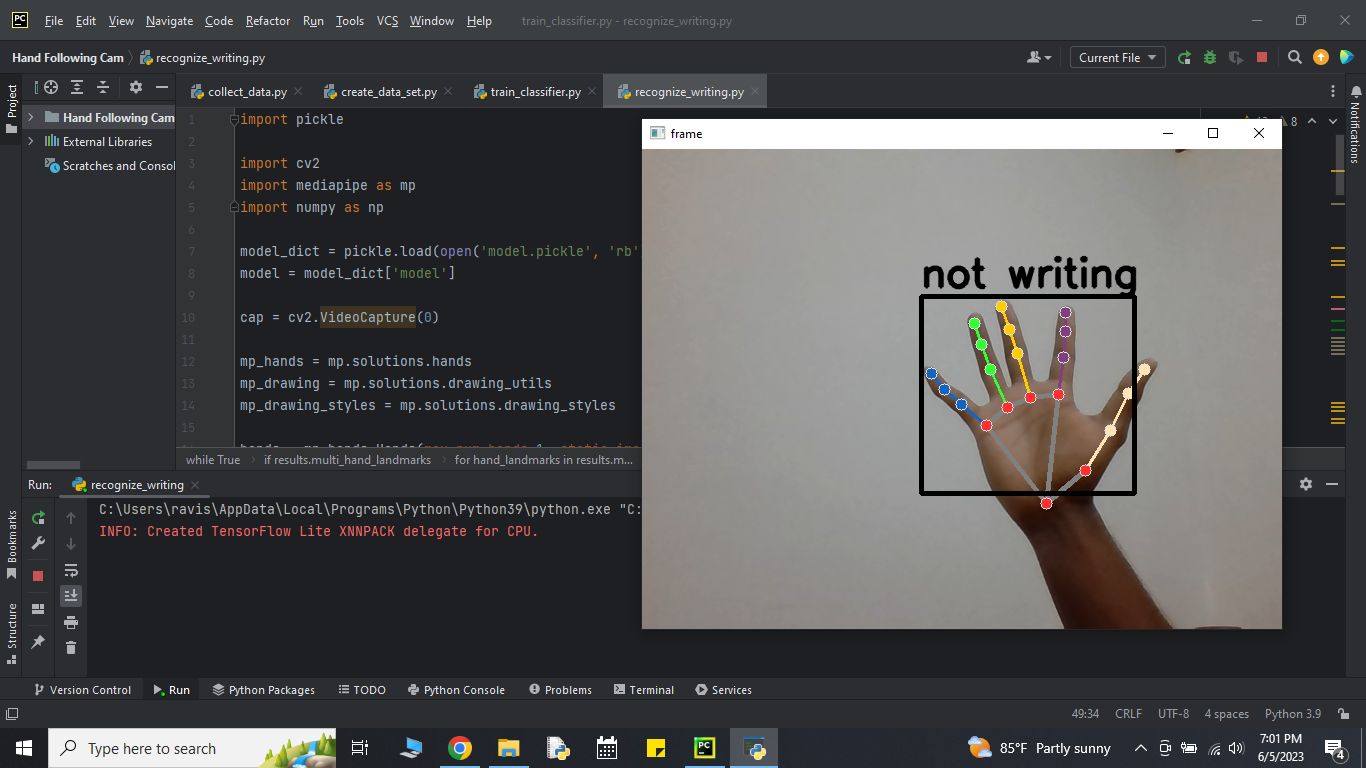 PC File Edit View Navigate Code Refactor Run Tools VCS Window Help train_classifier.py - recognize_writing.py
Hand Following Cam recognize_writing.py Current File
Project
collect_data.py create_data_set.py train_classifier.py recognize_writing.py
Hand Following Cam
External Libraries
Scratches and Consol
Notifications
1 import pickle
8
2
3 import cv2
4 import mediapipe as mp
5 import numpy as np
6
7 model_dict = pickle.load(open('model.pickle', 'rb'
8 model = model_dict['model']
9
10 cap = cv2.VideoCapture(0)
11
12 mp_hands = mp.solutions.hands
13 mp_drawing = mp.solutions.drawing_utils
14 mp_drawing_styles = mp.solutions.drawing_styles
15
while True if results.multi_hand_landmarks for hand_landmarks in results.m...
frame
not writing
Run: recognize_writing
C:\Users\ravis\AppData\Local\Programs\Python\Python39\python.exe "C:
INFO: Created TensorFlow Lite XNNPACK delegate for CPU.
Bookmarks
Structure
Version Control Run Python Packages TODO Python Console Problems Terminal Services
49:34 CRLF UTF-8 4 spaces Python 3.9
Type here to search
PC
85°F Partly sunny
7:01 PM
6/5/2023
4